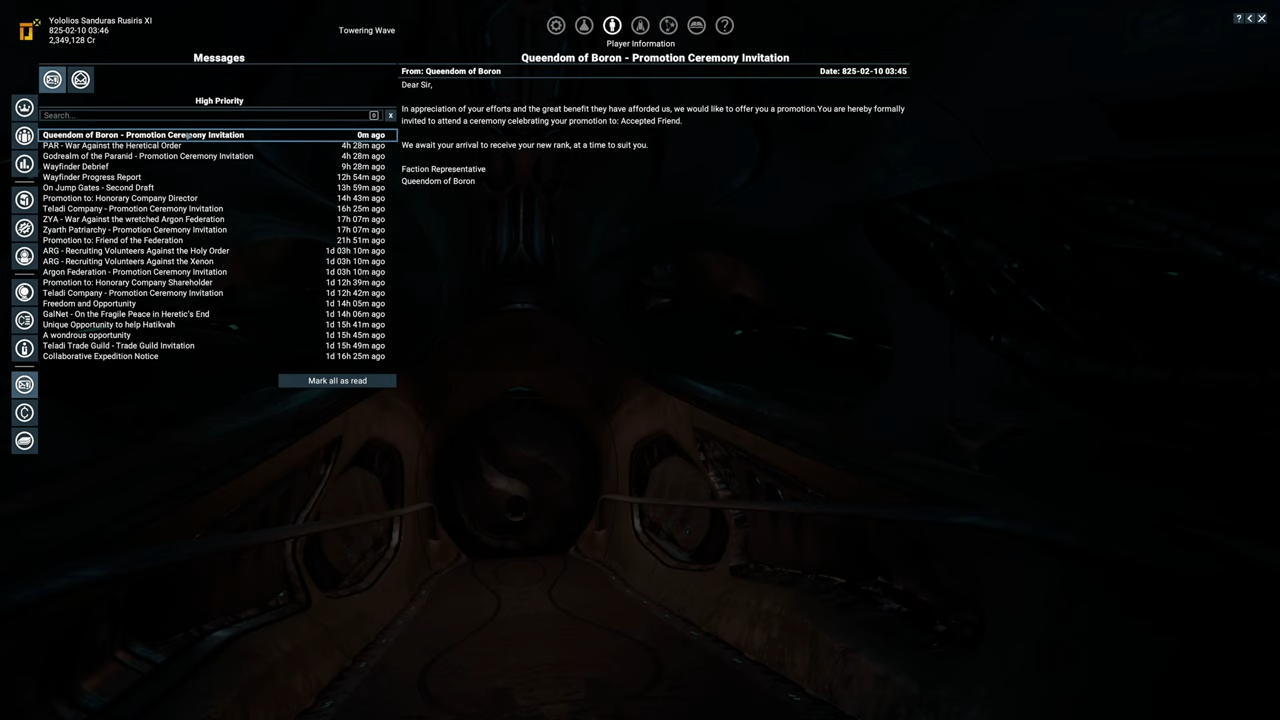 Yololios Sanduras Rusiris XI
825-02-10 03:46
2,349,128 Cr
Towering Wave
Player Information
Messages
High Priority
Search...
0
x
Queendom of Boron - Promotion Ceremony Invitation 0m ago
PAR - War Against the Heretical Order 4h 28m ago
Godrealm of the Paranid - Promotion Ceremony Invitation 4h 28m ago
Wayfinder Debrief 9h 28m ago
Wayfinder Progress Report 12h 54m ago
On Jump Gates - Second Draft 13h 59m ago
Promotion to: Honorary Company Director 14h 43m ago
Teladi Company - Promotion Ceremony Invitation 16h 25m ago
ZYA - War Against the wretched Argon Federation 17h 07m ago
Zyarth Patriarchy - Promotion Ceremony Invitation 17h 07m ago
Promotion to: Friend of the Federation 21h 51m ago
ARG - Recruiting Volunteers Against the Holy Order 1d 03h 10m ago
ARG - Recruiting Volunteers Against the Xenon 1d 03h 10m ago
Argon Federation - Promotion Ceremony Invitation 1d 03h 10m ago
Promotion to: Honorary Company Shareholder 1d 12h 39m ago
Teladi Company - Promotion Ceremony Invitation 1d 12h 42m ago
Freedom and Opportunity 1d 14h 05m ago
GalNet - On the Fragile Peace in Heretic's End 1d 14h 06m ago
Unique Opportunity to help Hatikvah 1d 15h 41m ago
A wondrous opportunity 1d 15h 45m ago
Teladi Trade Guild - Trade Guild Invitation 1d 15h 49m ago
Collaborative Expedition Notice 1d 16h 25m ago
Mark all as read
Queendom of Boron - Promotion Ceremony Invitation
From: Queendom of Boron Date: 825-02-10 03:45
Dear Sir,
In appreciation of your efforts and the great benefit they have afforded us, we would like to offer you a promotion.You are hereby formally
invited to attend a ceremony celebrating your promotion to: Accepted Friend.
We await your arrival to receive your new rank, at a time to suit you.
Faction Representative
Queendom of Boron